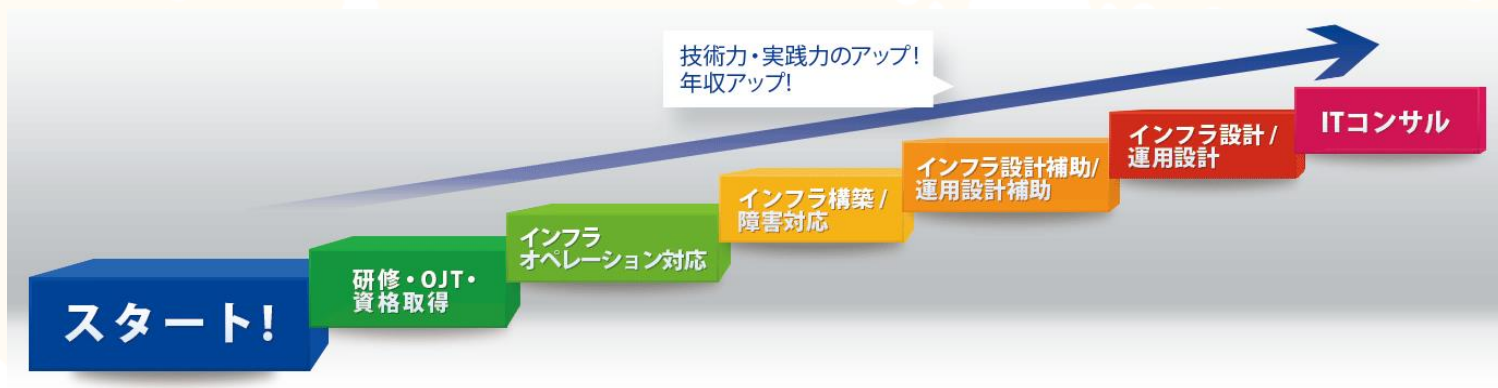 技術力・実践力のアップ！
年収アップ！
ITコンサル
インフラ設計 /
運用設計
インフラ設計補助/
運用設計補助
インフラ構築 /
障害対応
インフラ
オペレーション対応
研修・OJT・
資格取得
スタート！